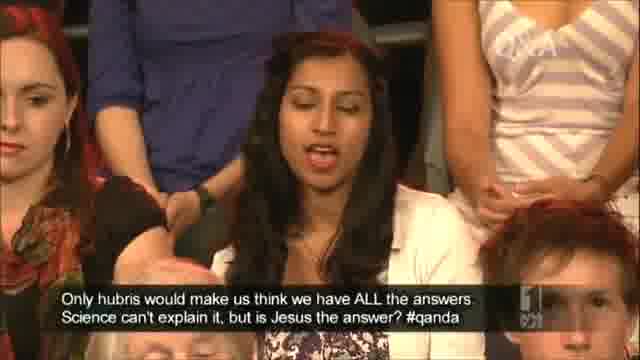 Q&A
Only hubris would make us think we have ALL the answers.
Science can't explain it, but is Jesus the answer? #qanda